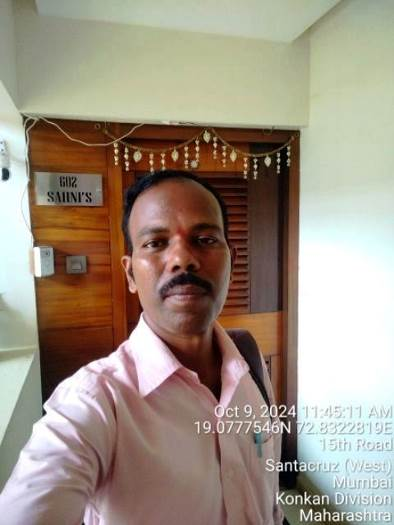 602
SAHNI'S
Oct 9, 2024 11:45:11 AM
19.0777546N 72.8322819E
15th Road
Santacruz (West)
Mumbai
Konkan Division
Maharashtra